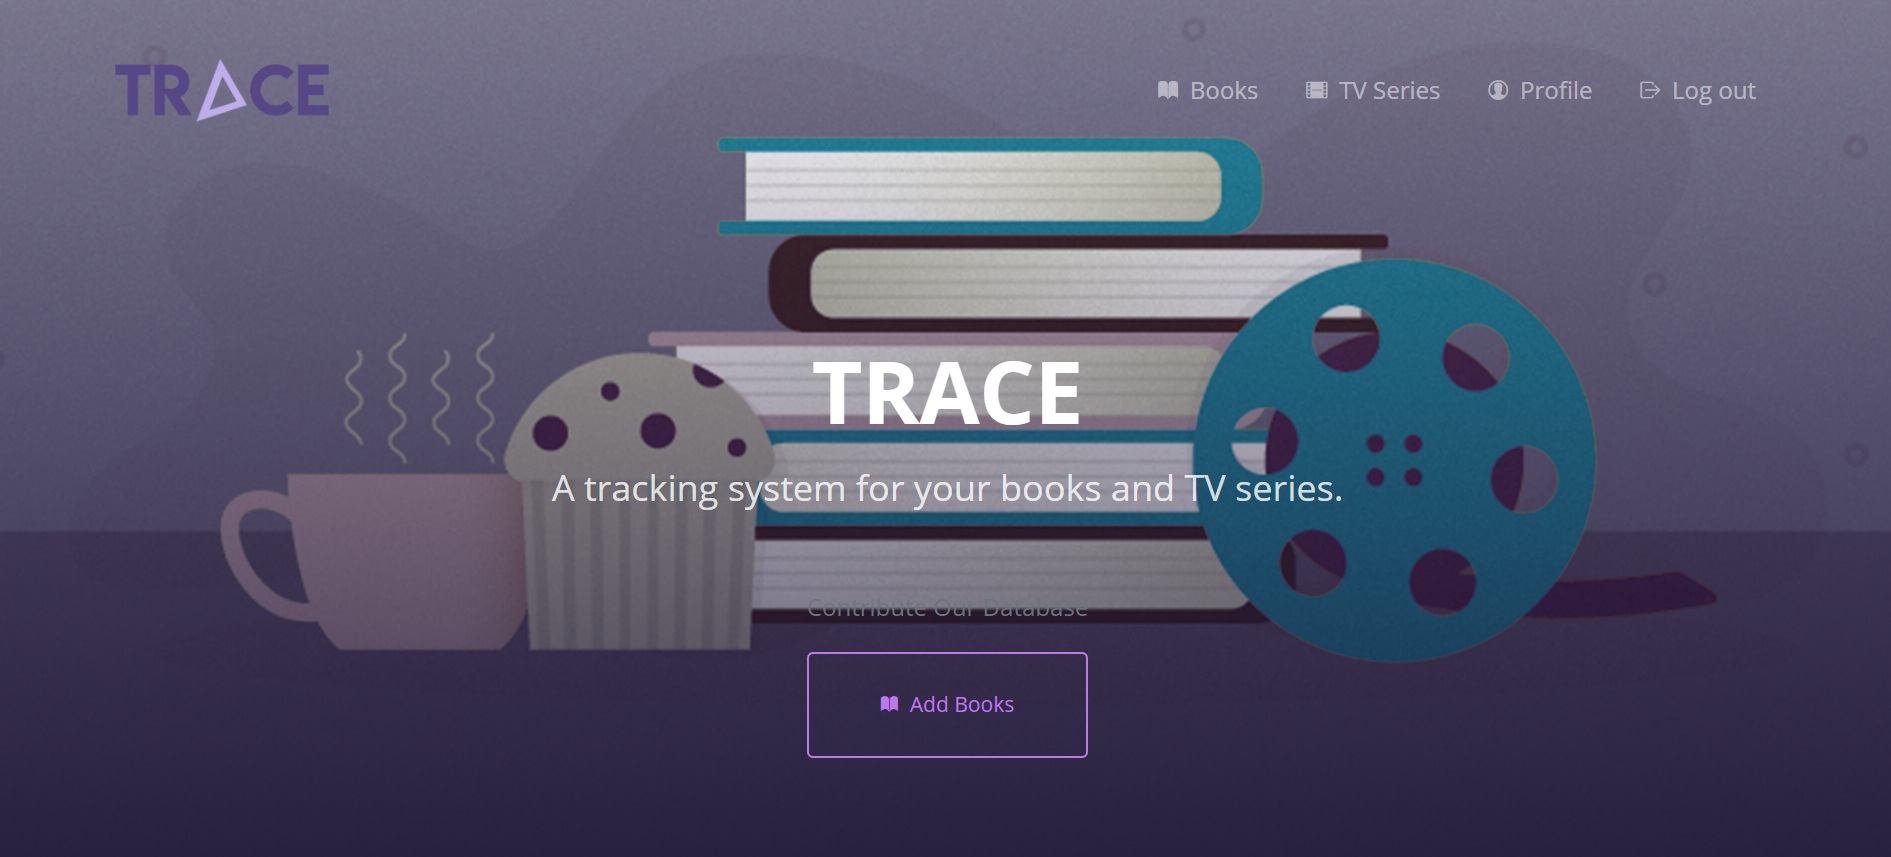 TRACE
Books TV Series Profile Log out
TRACE
A tracking system for your books and TV series.
Contribute Our Database
Add Books